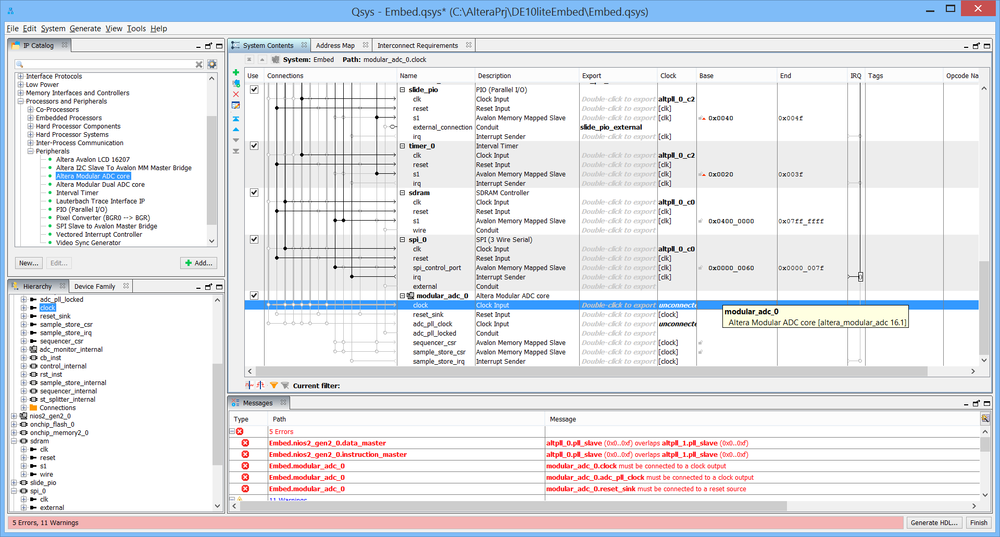 Qsys - Embed.qsys* (C:\AlteraPrj\DE10liteEmbed\Embed.qsys)
File Edit System Generate View Tools Help
IP Catalog
Interface Protocols
Low Power
Memory Interfaces and Controllers
Processors and Peripherals
Co-Processors
Embedded Processors
Hard Processor Components
Hard Processor Systems
Inter-Process Communication
Peripherals
Altera Avalon LCD 16207
Altera I2C Slave To Avalon MM Master Bridge
Altera Modular ADC core
Altera Modular Dual ADC core
Interval Timer
Lauterbach Trace Interface IP
PIO (Parallel I/O)
Pixel Converter (BGR0 --> BGR)
SPI Slave to Avalon Master Bridge
Vectored Interrupt Controller
Video Sync Generator
New... Edit... Add...
Hierarchy Device Family
adc_pll_locked
clock
reset_sink
sample_store_csr
sample_store_irq
sequencer_csr
adc_monitor_internal
cb_inst
control_internal
rst_inst
sample_store_internal
sequencer_internal
st_splitter_internal
Connections
nios2_gen2_0
onchip_flash_0
onchip_memory2_0
sdram
clk
reset
s1
wire
slide_pio
spi_0
clk
external
System Contents Address Map Interconnect Requirements
System: Embed Path: modular_adc_0.clock
Use Connections Name Description Export Clock Base End IRQ Tags Opcode Na
slide_pio PIO (Parallel I/O)
clk Clock Input Double-click to export altpll_0_c2
reset Reset Input Double-click to export [clk]
s1 Avalon Memory Mapped Slave Double-click to export [clk] 0x0040 0x004f
external_connection Conduit slide_pio_external
irq Interrupt Sender Double-click to export [clk]
timer_0 Interval Timer
clk Clock Input Double-click to export altpll_0_c2
reset Reset Input Double-click to export [clk]
s1 Avalon Memory Mapped Slave Double-click to export [clk] 0x0020 0x003f
irq Interrupt Sender Double-click to export [clk]
sdram SDRAM Controller
clk Clock Input Double-click to export altpll_0_c0
reset Reset Input Double-click to export [clk]
s1 Avalon Memory Mapped Slave Double-click to export [clk] 0x0400_0000 0x07ff_ffff
wire Conduit Double-click to export
spi_0 SPI (3 Wire Serial)
clk Clock Input Double-click to export altpll_0_c0
reset Reset Input Double-click to export [clk]
spi_control_port Avalon Memory Mapped Slave Double-click to export [clk] 0x0000_0060 0x0000_007f
irq Interrupt Sender Double-click to export [clk] 0
external Conduit Double-click to export
modular_adc_0 Altera Modular ADC core
clock Clock Input Double-click to export unconnecte
reset_sink Reset Input Double-click to export [clock]
adc_pll_clock Clock Input Double-click to export unconnecte
adc_pll_locked Conduit Double-click to export
sequencer_csr Avalon Memory Mapped Slave Double-click to export [clock]
sample_store_csr Avalon Memory Mapped Slave Double-click to export [clock]
sample_store_irq Interrupt Sender Double-click to export [clock]
modular_adc_0
Altera Modular ADC core [altera_modular_adc 16.1]
Current filter:
Messages
Type Path Message
5 Errors
Embed.nios2_gen2_0.data_master altpll_0.pll_slave (0x0..0xf) overlaps altpll_1.pll_slave (0x0..0xf)
Embed.nios2_gen2_0.instruction_master altpll_0.pll_slave (0x0..0xf) overlaps altpll_1.pll_slave (0x0..0xf)
Embed.modular_adc_0 modular_adc_0.clock must be connected to a clock output
Embed.modular_adc_0 modular_adc_0.adc_pll_clock must be connected to a clock output
Embed.modular_adc_0 modular_adc_0.reset_sink must be connected to a reset source
11 Warnings
5 Errors, 11 Warnings
Generate HDL... Finish